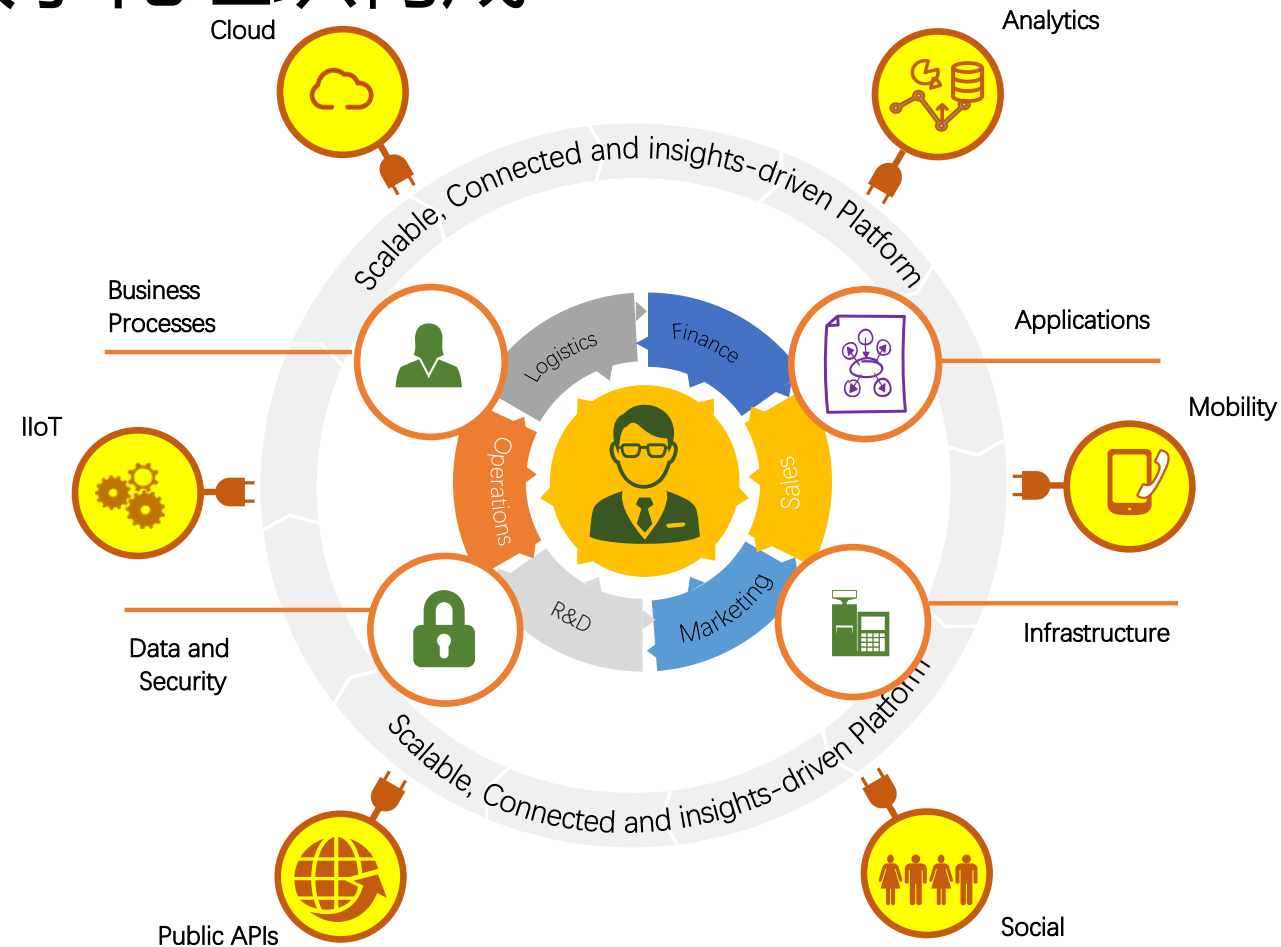 Cloud
Analytics
Scalable, Connected and insights-driven Platform
Business
Processes
Applications
Logistics
Finance
IIoT
Mobility
Operations
Sales
R&D
Marketing
Data and
Security
Infrastructure
Scalable, Connected and insights-driven Platform
Public APIs
Social